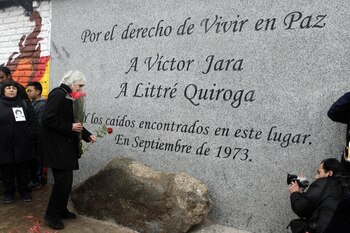 Por el derecho de Vivir en Paz
A Víctor Jara
A Littré Quiroga
Y los caídos encontrados en este lugar.
En Septiembre de 1973.